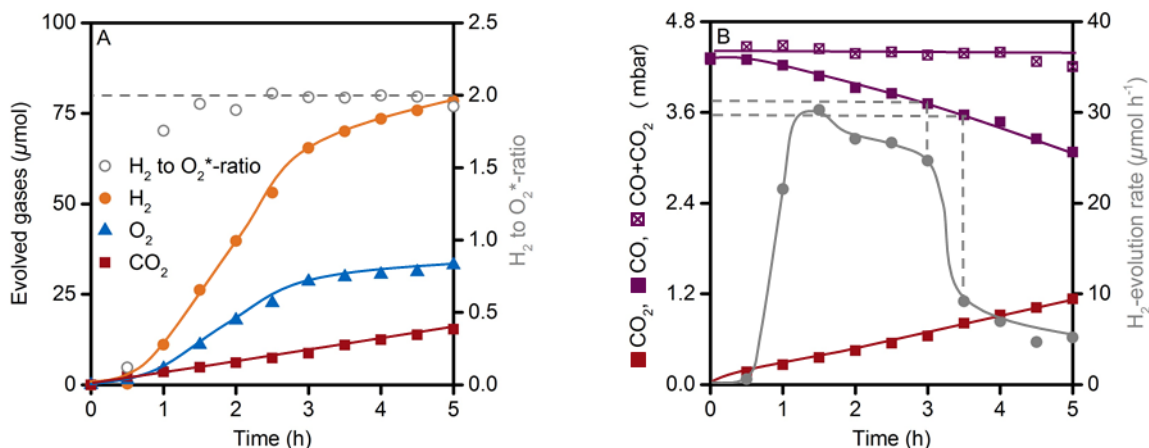 A
Evolved gases (µmol)
100
75
50
25
0
H₂ to O₂*-ratio
H₂
O₂
CO₂
0 1 2 3 4 5
Time (h)
2.5
2.0
1.5
1.0
0.5
0.0
H₂ to O₂*-ratio
B
CO₂, CO, CO+CO₂ (mbar)
4.8
3.6
2.4
1.2
0.0
0 1 2 3 4 5
Time (h)
40
30
20
10
0
H₂-evolution rate (µmol h⁻¹)